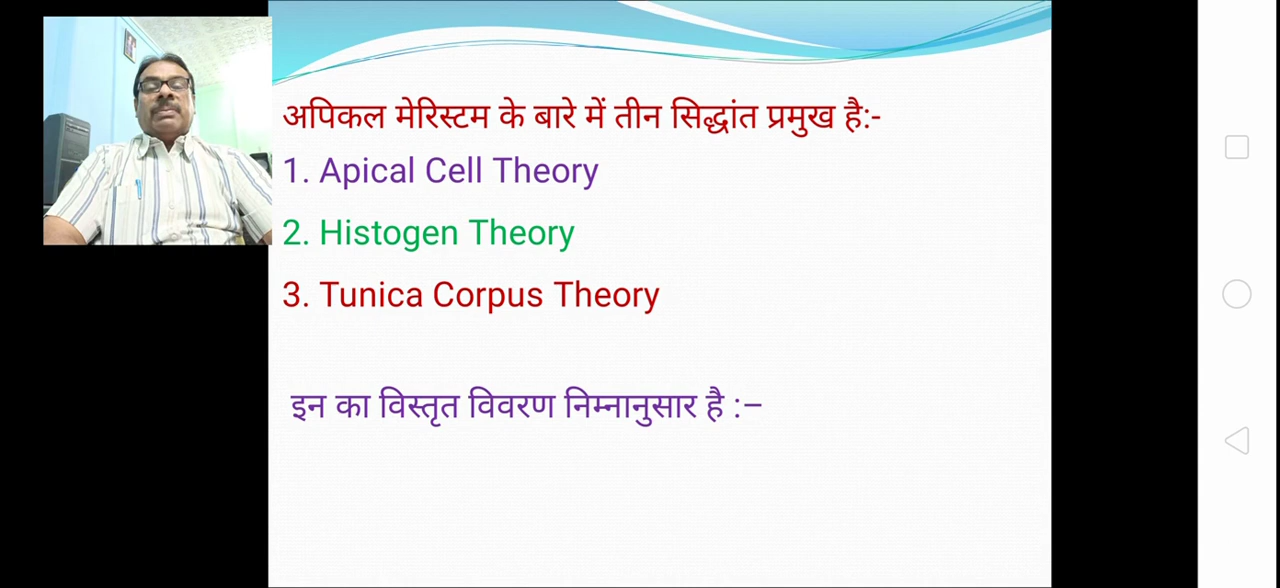 अपिकल मेरिस्टम के बारे में तीन सिद्धांत प्रमुख है:-
1. Apical Cell Theory
2. Histogen Theory
3. Tunica Corpus Theory
इन का विस्तृत विवरण निम्नानुसार है :–